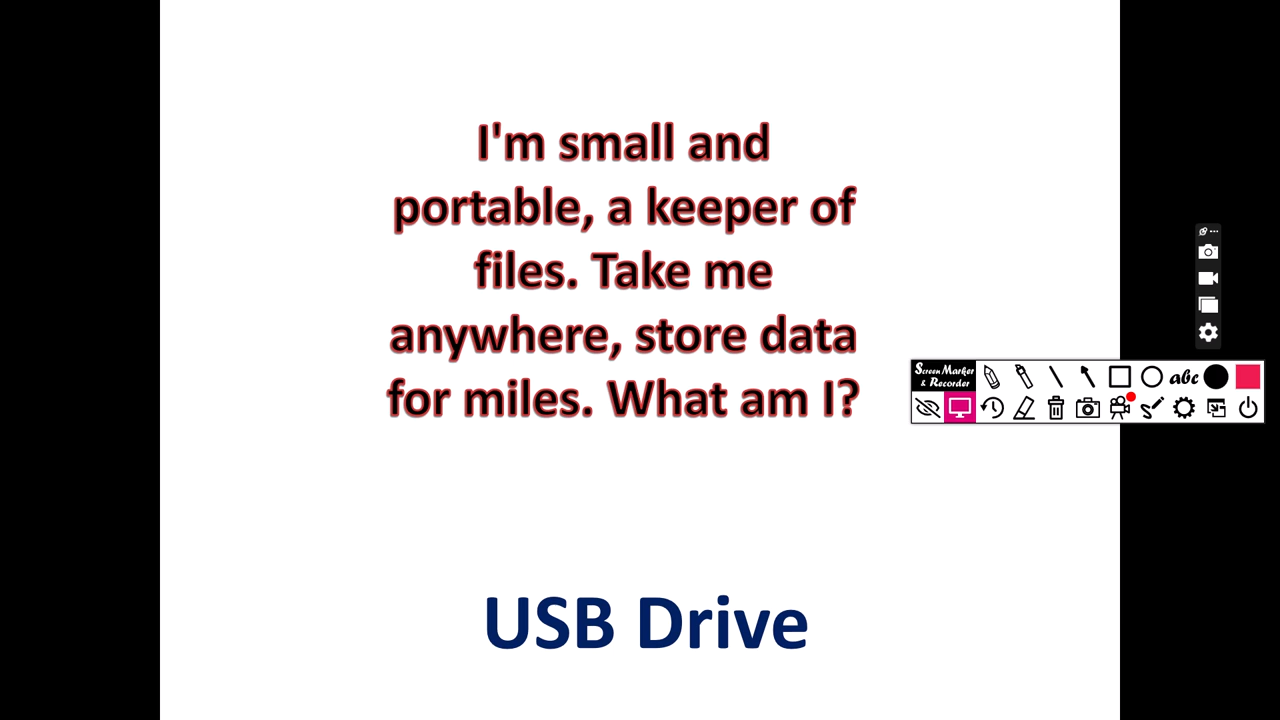 I'm small and
portable, a keeper of
files. Take me
anywhere, store data
for miles. What am I?
Screen Marker
& Recorder
abc
USB Drive